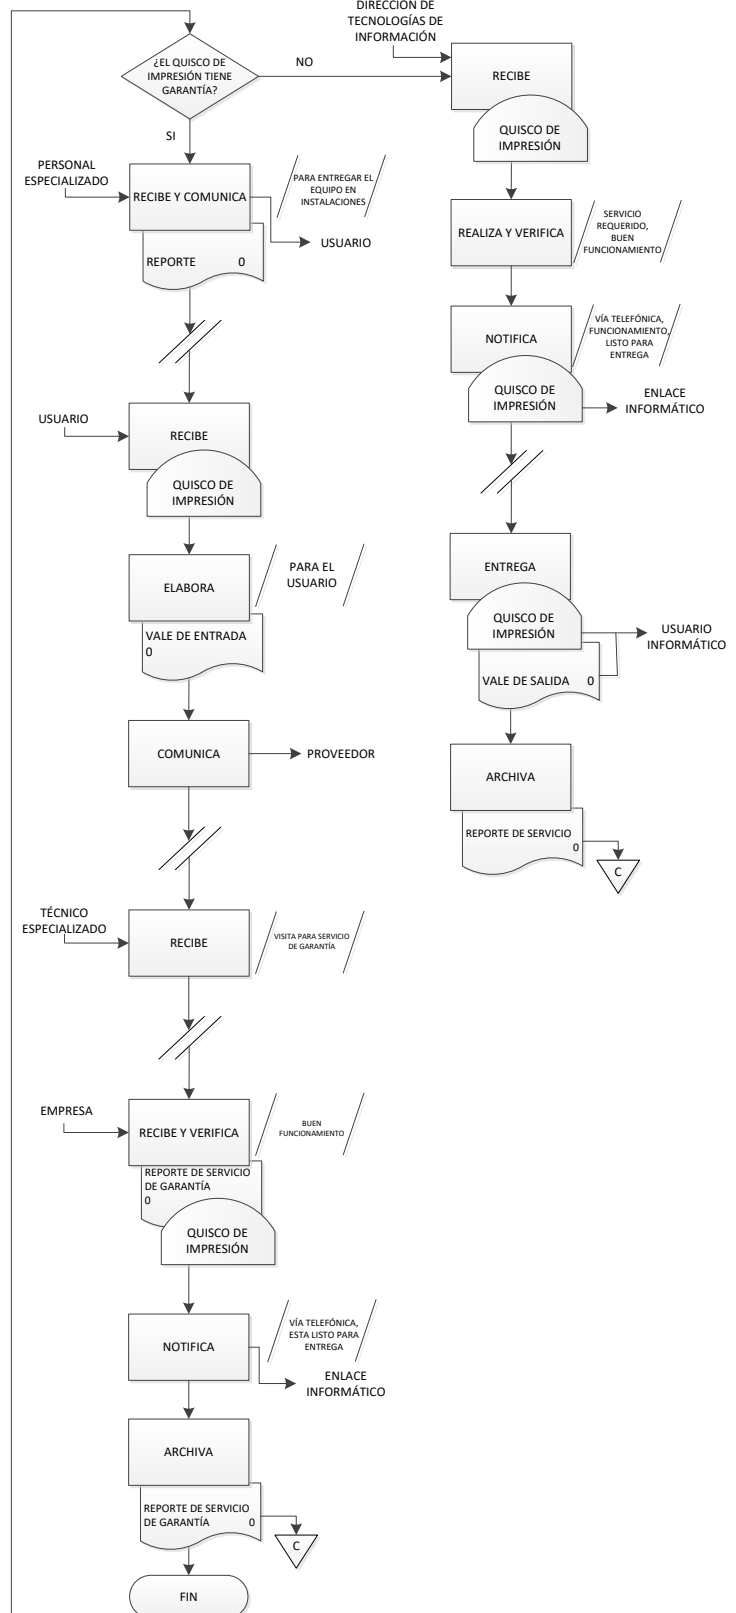 DIRECCIÓN DE
TECNOLOGÍAS DE
INFORMACIÓN
¿EL QUISCO DE
IMPRESIÓN TIENE
GARANTÍA?
NO
SI
RECIBE
QUISCO DE
IMPRESIÓN
PERSONAL
ESPECIALIZADO
RECIBE Y COMUNICA
PARA ENTREGAR EL
EQUIPO EN
INSTALACIONES
USUARIO
REPORTE 0
REALIZA Y VERIFICA
SERVICIO
REQUERIDO,
BUEN
FUNCIONAMIENTO
NOTIFICA
VÍA TELEFÓNICA,
FUNCIONAMIENTO,
LISTO PARA
ENTREGA
QUISCO DE
IMPRESIÓN
ENLACE
INFORMÁTICO
USUARIO
RECIBE
QUISCO DE
IMPRESIÓN
ENTREGA
QUISCO DE
IMPRESIÓN
USUARIO
INFORMÁTICO
VALE DE SALIDA 0
ELABORA
PARA EL
USUARIO
VALE DE ENTRADA
0
COMUNICA
PROVEEDOR
ARCHIVA
REPORTE DE SERVICIO
0
C
TÉCNICO
ESPECIALIZADO
RECIBE
VISITA PARA SERVICIO
DE GARANTÍA
EMPRESA
RECIBE Y VERIFICA
BUEN
FUNCIONAMIENTO
REPORTE DE SERVICIO
DE GARANTÍA
0
QUISCO DE
IMPRESIÓN
NOTIFICA
VÍA TELEFÓNICA,
ESTA LISTO PARA
ENTREGA
ENLACE
INFORMÁTICO
ARCHIVA
REPORTE DE SERVICIO
DE GARANTÍA 0
C
FIN